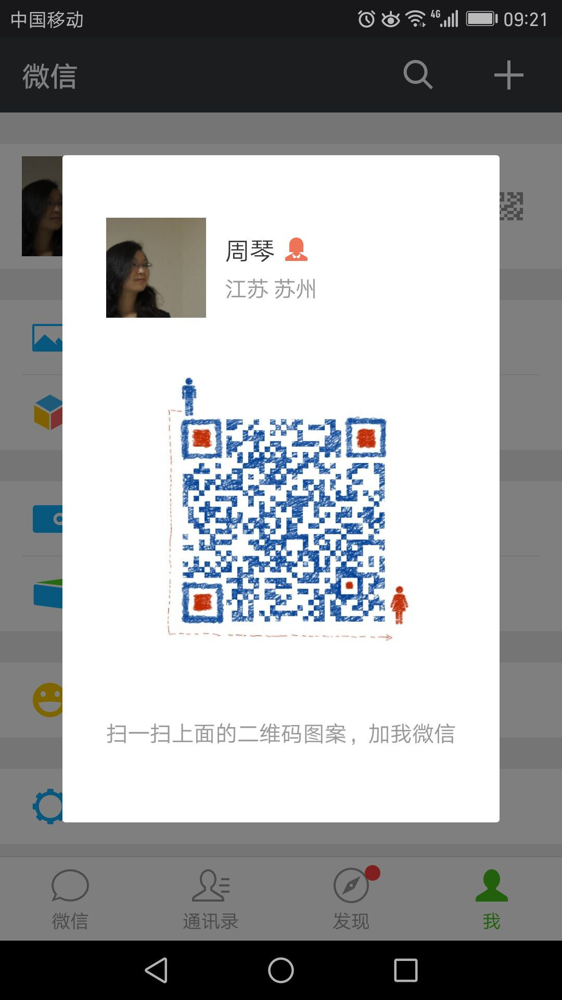 中国移动
4G
09:21
微信
周琴
江苏 苏州
扫一扫上面的二维码图案，加我微信
微信
通讯录
发现
我